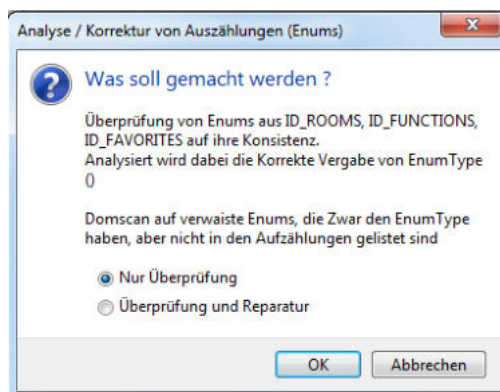 Analyse / Korrektur von Auszählungen (Enums)
Was soll gemacht werden ?
Überprüfung von Enums aus ID_ROOMS, ID_FUNCTIONS,
ID_FAVORITES auf ihre Konsistenz.
Analysiert wird dabei die Korrekte Vergabe von EnumType
()
Domscan auf verwaiste Enums, die Zwar den EnumType
haben, aber nicht in den Aufzählungen gelistet sind
Nur Überprüfung
Überprüfung und Reparatur
OK Abbrechen